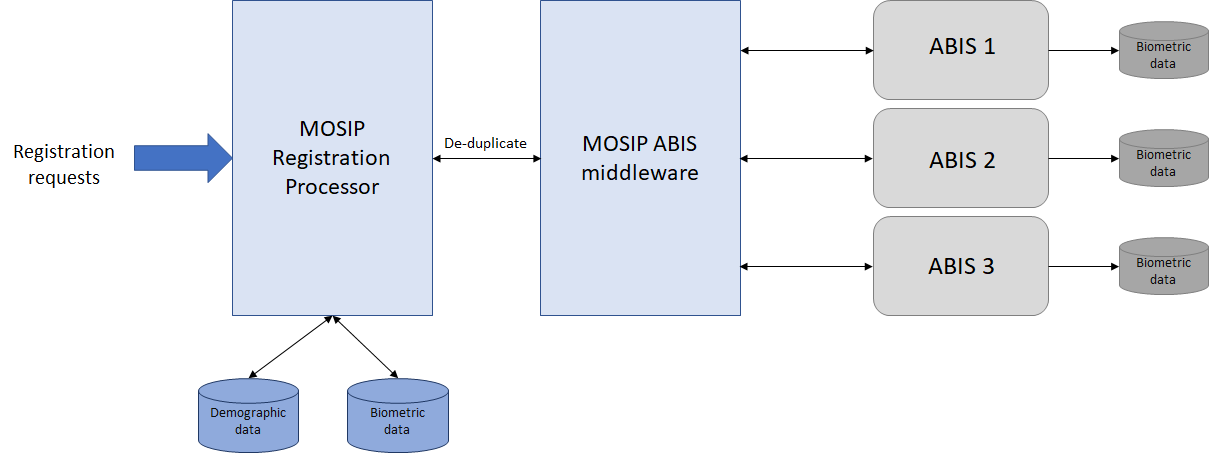 Registration
requests
MOSIP
Registration
Processor
De-duplicate
MOSIP ABIS
middleware
ABIS 1
Biometric
data
ABIS 2
Biometric
data
ABIS 3
Biometric
data
Demographic
data
Biometric
data